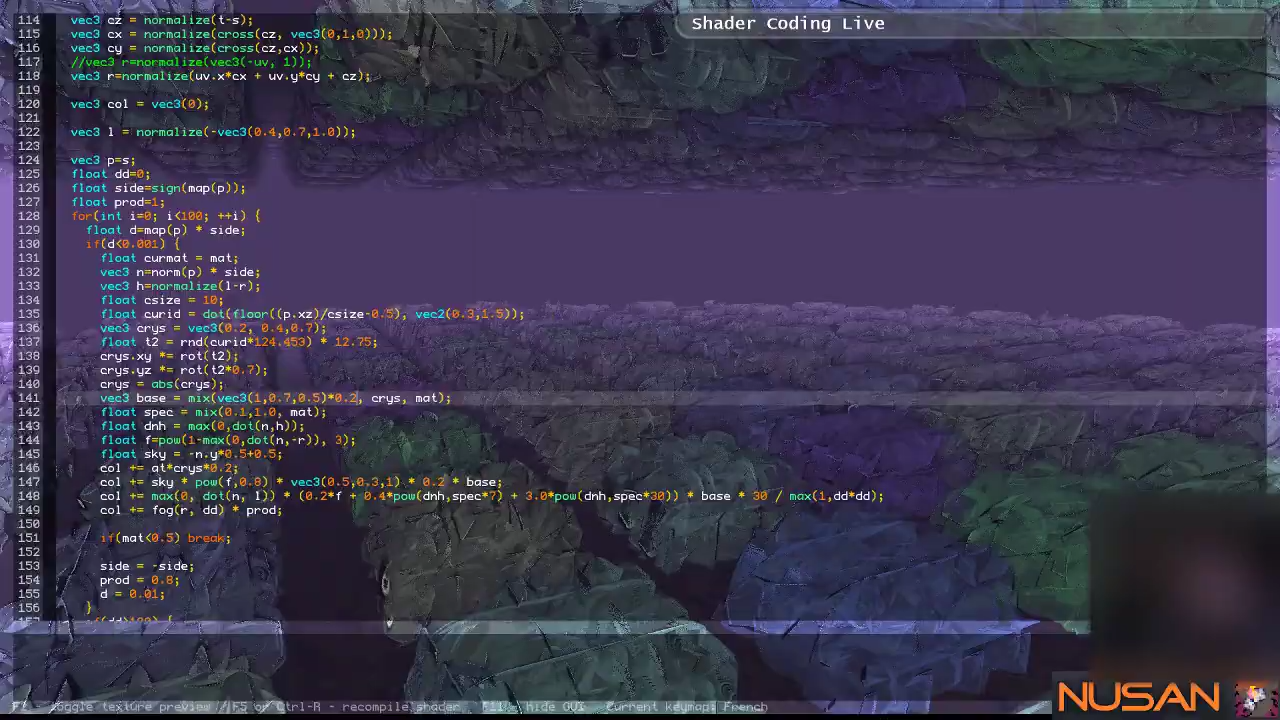 Shader Coding Live
114 vec3 cz = normalize(t-s);
115 vec3 cx = normalize(cross(cz, vec3(0,1,0)));
116 vec3 cy = normalize(cross(cz,cx));
117 //vec3 r=normalize(vec3(-uv, 1));
118 vec3 r=normalize(uv.x*cx + uv.y*cy + cz);
119
120 vec3 col = vec3(0);
121
122 vec3 l = normalize(-vec3(0.4,0.7,1.0));
123
124 vec3 p=s;
125 float dd=0;
126 float side=sign(map(p));
127 float prod=1;
128 for(int i=0; i<100; ++i) {
129 float d=map(p) * side;
130 if(d<0.001) {
131 float curmat = mat;
132 vec3 n=norm(p) * side;
133 vec3 h=normalize(l-r);
134 float csize = 10;
135 float curid = dot(floor((p.xz)/csize-0.5), vec2(0.3,1.5));
136 vec3 crys = vec3(0.2, 0.4,0.7);
137 float t2 = rnd(curid*124.453) * 12.75;
138 crys.xy *= rot(t2);
139 crys.yz *= rot(t2*0.7);
140 crys = abs(crys);
141 vec3 base = mix(vec3(1,0.7,0.5)*0.2, crys, mat);
142 float spec = mix(0.1,1.0, mat);
143 float dnh = max(0,dot(n,h));
144 float f=pow(1-max(0,dot(n,-r)), 3);
145 float sky = -n.y*0.5+0.5;
146 col += at*crys*0.2;
147 col += sky * pow(f,0.8) * vec3(0.5,0.3,1) * 0.2 * base;
148 col += max(0, dot(n, l)) * (0.2*f + 0.4*pow(dnh,spec*7) + 3.0*pow(dnh,spec*30)) * base * 30 / max(1,dd*dd);
149 col += fog(r, dd) * prod;
150
151 if(mat<0.5) break;
152
153 side = -side;
154 prod = 0.8;
155 d = 0.01;
156 }
toggle texture preview / F5 or Ctrl-R - recompile shader F11 - hide GUI Current keymap: French
NUSAN